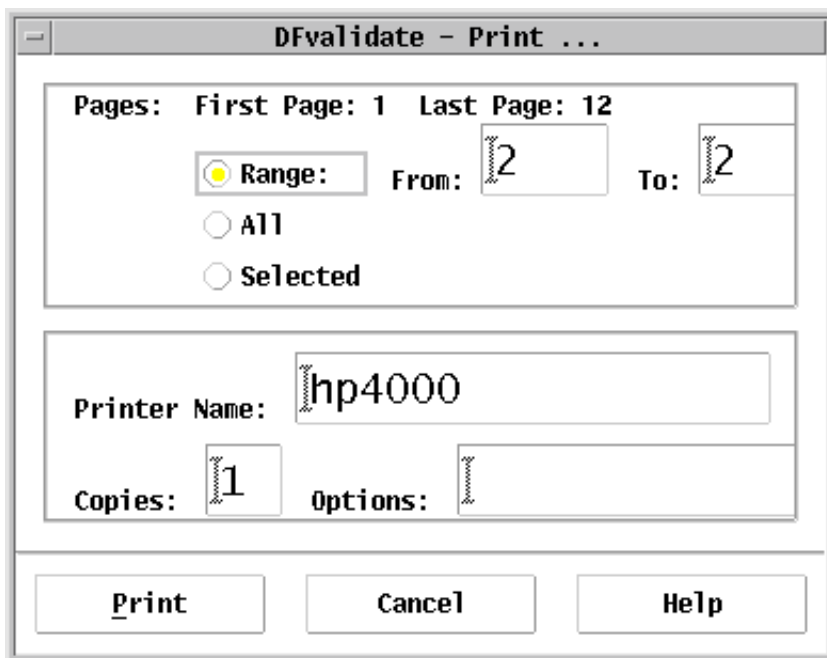 DFvalidate - Print ...
Pages: First Page: 1 Last Page: 12
Range: From: 2 To: 2
All
Selected
Printer Name: hp4000
Copies: 1 Options:
Print Cancel Help